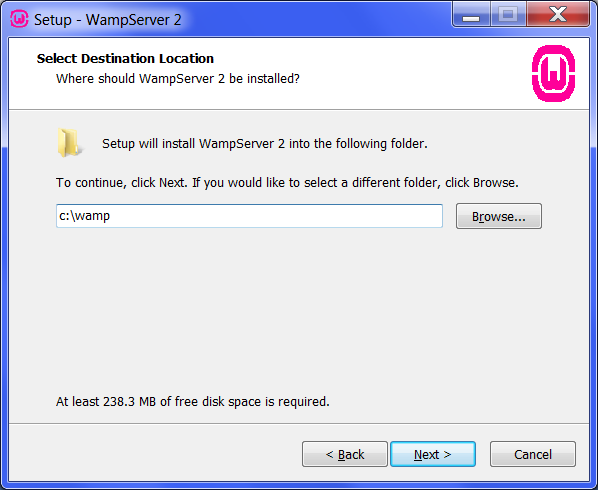 Setup - WampServer 2
Select Destination Location
Where should WampServer 2 be installed?
W
Setup will install WampServer 2 into the following folder.
To continue, click Next. If you would like to select a different folder, click Browse.
c:\wamp
Browse...
At least 238.3 MB of free disk space is required.
< Back
Next >
Cancel